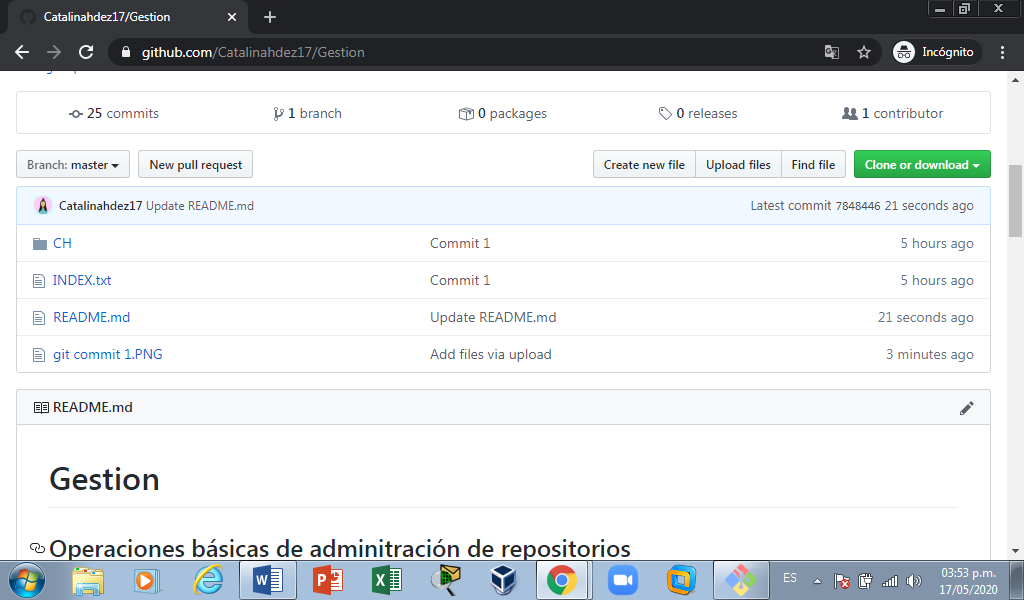 Catalinahdez17/Gestion
github.com/Catalinahdez17/Gestion
Incógnito
25 commits
1 branch
0 packages
0 releases
1 contributor
Branch: master
New pull request
Create new file
Upload files
Find file
Clone or download
Catalinahdez17 Update README.md
Latest commit 7848446 21 seconds ago
CH Commit 1 5 hours ago
INDEX.txt Commit 1 5 hours ago
README.md Update README.md 21 seconds ago
git commit 1.PNG Add files via upload 3 minutes ago
README.md
Gestion
Operaciones básicas de adminitración de repositorios
ES
03:53 p.m.
17/05/2020